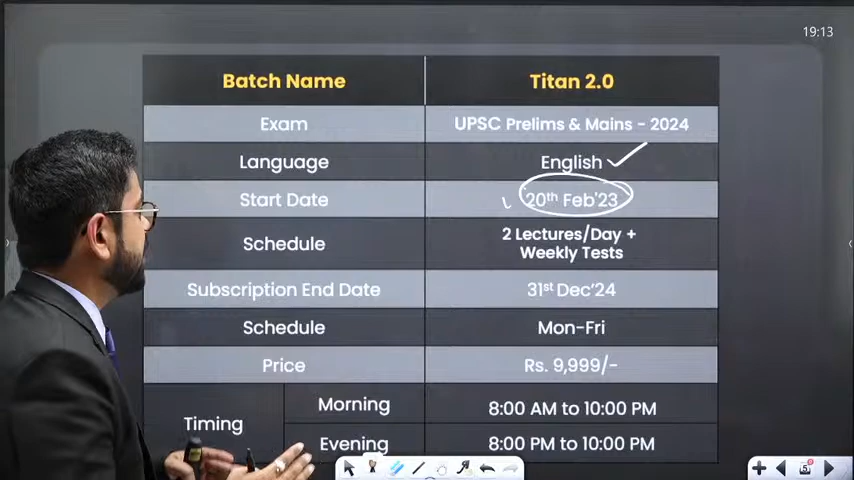 19:13
Batch Name Titan 2.0
Exam UPSC Prelims & Mains - 2024
Language English
Start Date 20th Feb'23
Schedule 2 Lectures/Day +
Weekly Tests
Subscription End Date 31st Dec'24
Schedule Mon-Fri
Price Rs. 9,999/-
Timing Morning 8:00 AM to 10:00 PM
Evening 8:00 PM to 10:00 PM
5